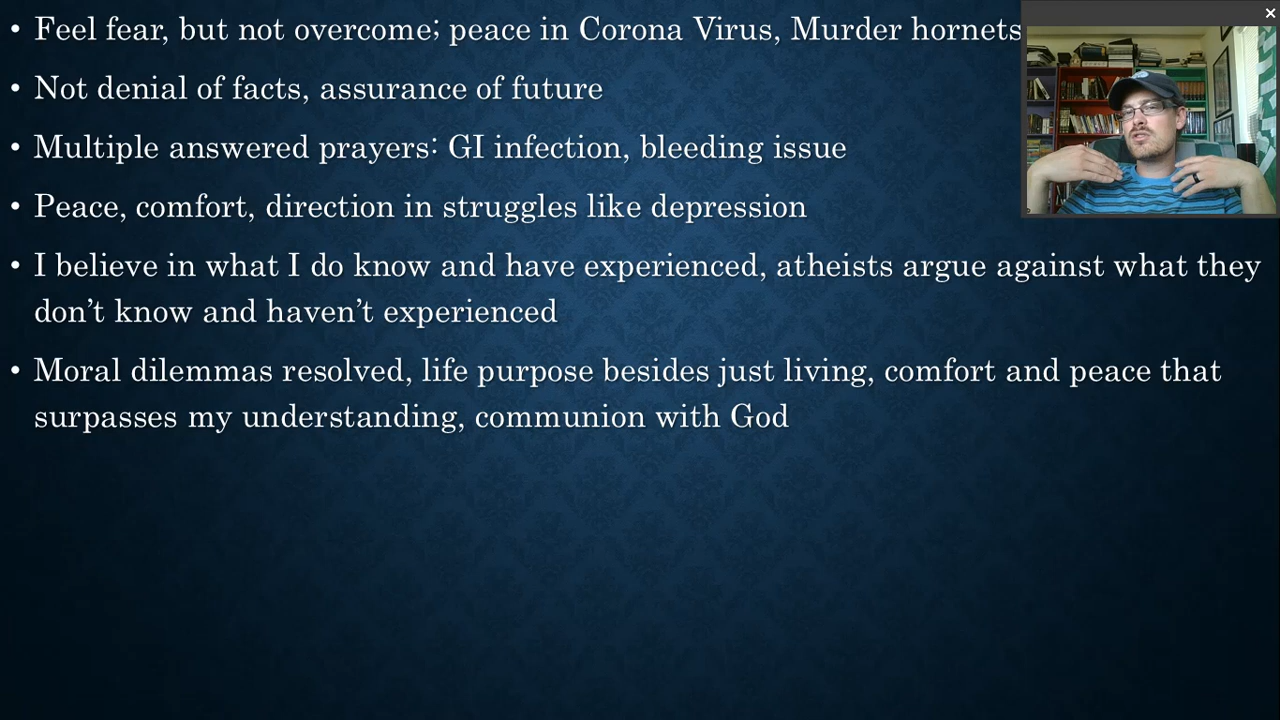 • Feel fear, but not overcome; peace in Corona Virus, Murder hornets
• Not denial of facts, assurance of future
• Multiple answered prayers: GI infection, bleeding issue
• Peace, comfort, direction in struggles like depression
• I believe in what I do know and have experienced, atheists argue against what they
don’t know and haven’t experienced
• Moral dilemmas resolved, life purpose besides just living, comfort and peace that
surpasses my understanding, communion with God